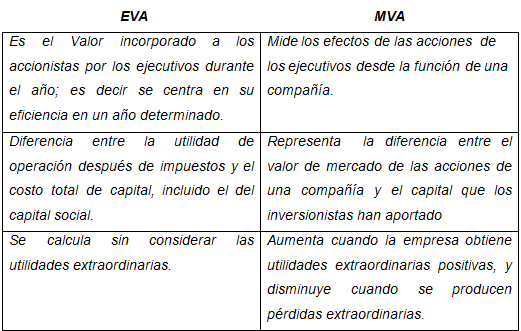 EVA
MVA
Es el Valor incorporado a los
accionistas por los ejecutivos durante
el año; es decir se centra en su
eficiencia en un año determinado.
Mide los efectos de las acciones de
los ejecutivos desde la función de una
compañía.
Diferencia entre la utilidad de
operación después de impuestos y el
costo total de capital, incluido el del
capital social.
Representa la diferencia entre el
valor de mercado de las acciones de
una compañía y el capital que los
inversionistas han aportado
Se calcula sin considerar las
utilidades extraordinarias.
Aumenta cuando la empresa obtiene
utilidades extraordinarias positivas, y
disminuye cuando se producen
pérdidas extraordinarias.